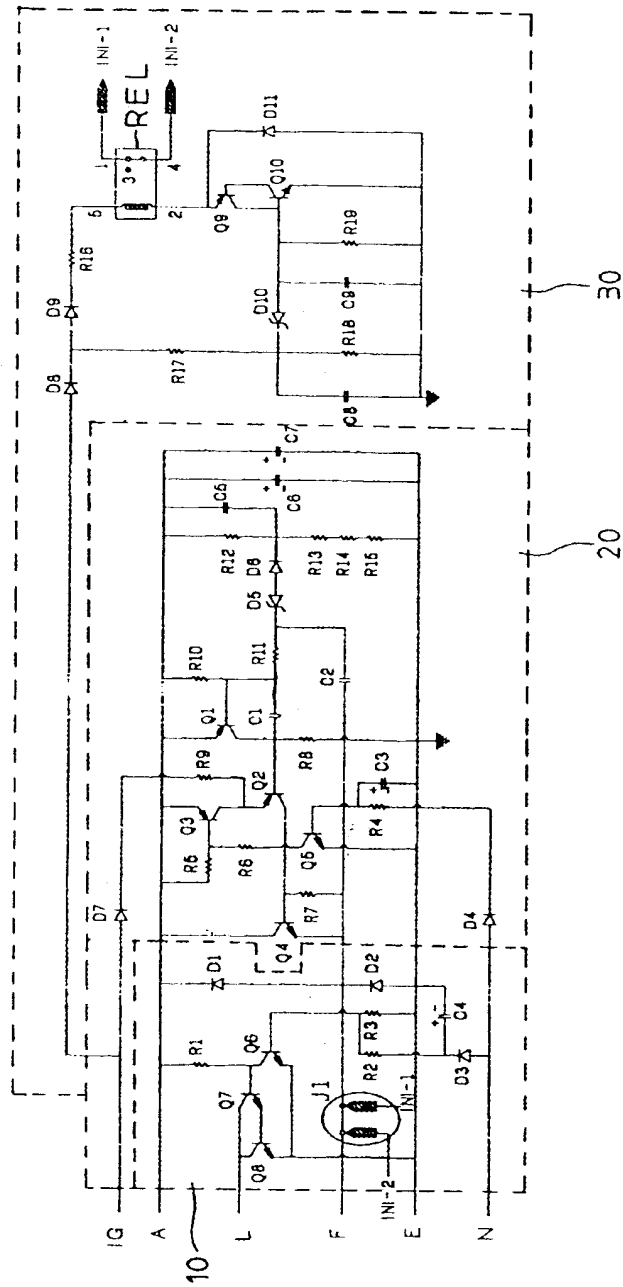 INI-1
REL
INI-2
1
3
4
5
2
R16
D9
D8
R17
Q9
Q10
D11
D10
R19
C9
R18
C8
30
C7
C6
C5
R12
D6
D5
R13
R14
R15
20
R10
Q1
R11
C1
C2
R8
R9
Q3
Q2
R5
R6
Q5
R4
C3
R7
Q4
D7
D4
D1
D2
R1
Q6
Q7
Q8
R3
R2
C4
D3
J1
INI-1
INI-2
10
IG
A
L
F
E
N